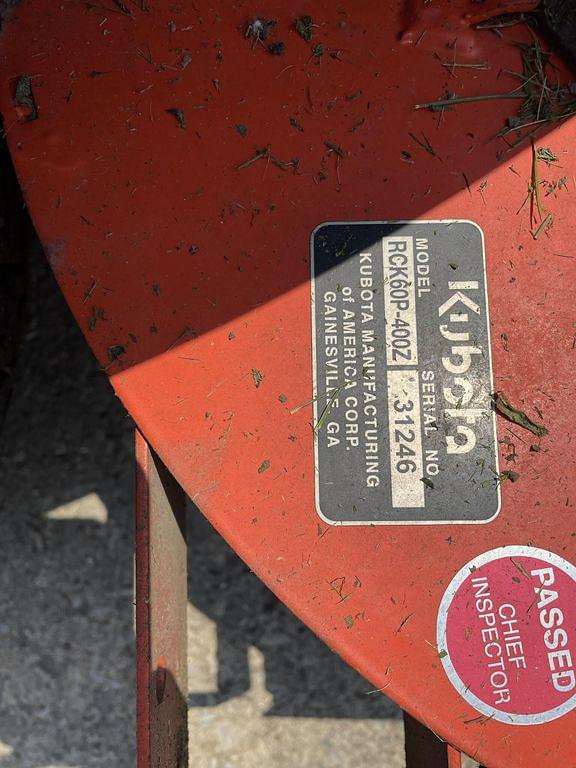 Kubota
MODEL SERIAL NO
RCK60P-400Z 31246
KUBOTA MANUFACTURING
of AMERICA CORP.
GAINESVILLE, GA
PASSED
CHIEF
INSPECTOR